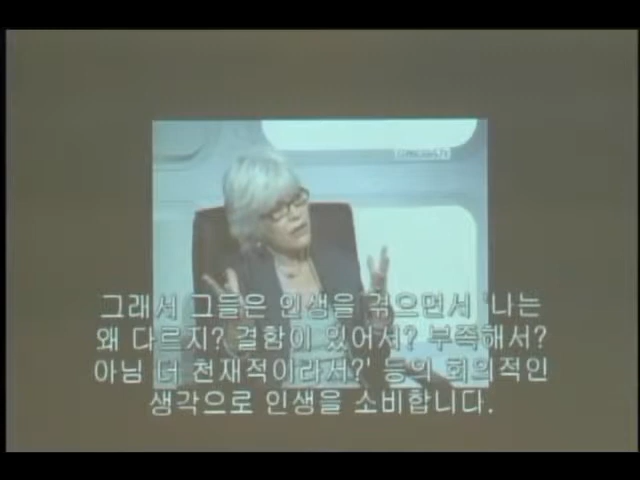 그래서 그들은 인생을 겪으면서 '나는
왜 다르지? 결함이 있어서? 부족해서?
아님 더 천재적이라서?' 등의 회의적인
생각으로 인생을 소비합니다.